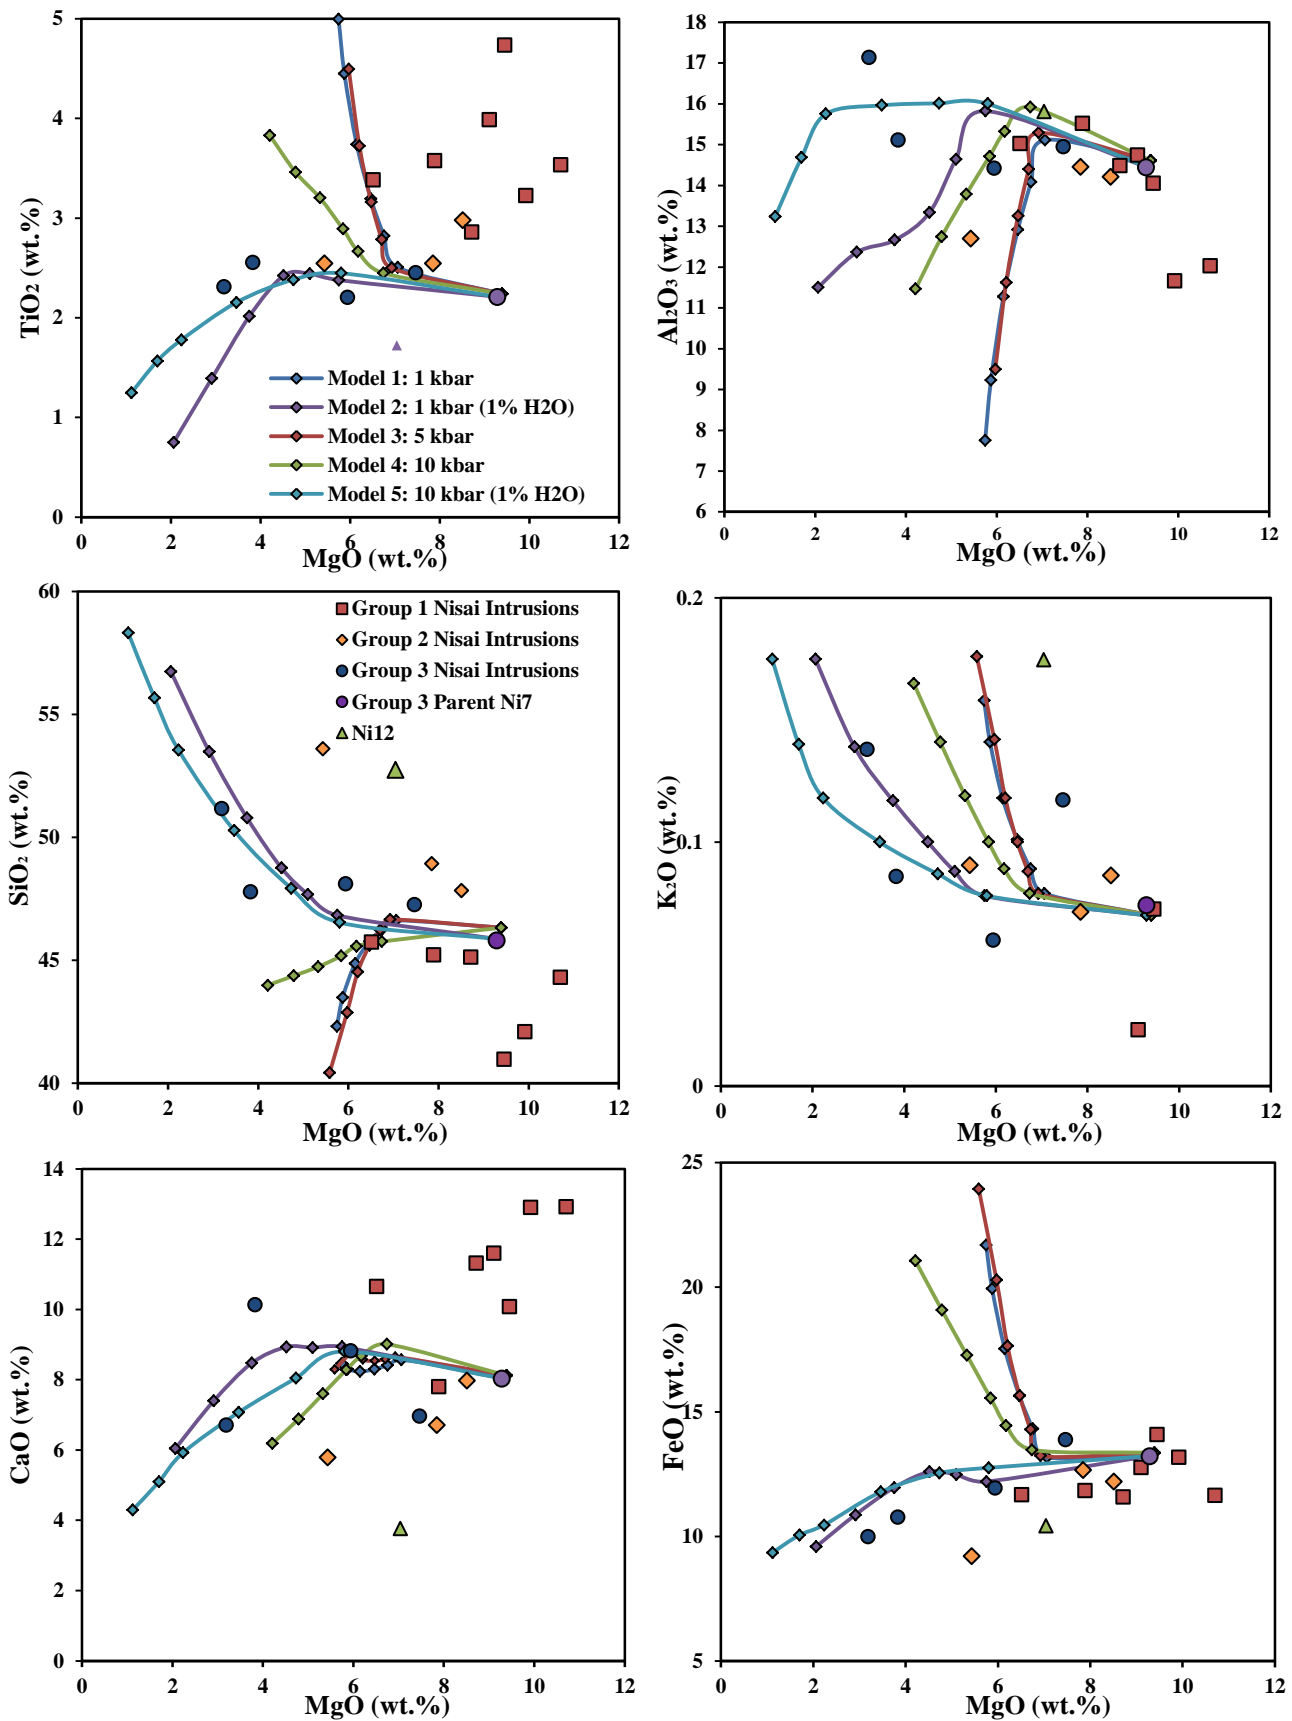 5
4
3
2
1
0
TiO2 (wt.%)
Model 1: 1 kbar
Model 2: 1 kbar (1% H2O)
Model 3: 5 kbar
Model 4: 10 kbar
Model 5: 10 kbar (1% H2O)
0 2 4 6 8 10 12
MgO (wt.%)
18
17
16
15
14
13
12
11
10
9
8
7
6
Al2O3 (wt.%)
0 2 4 6 8 10 12
MgO (wt.%)
60
55
50
45
40
SiO2 (wt.%)
Group 1 Nisai Intrusions
Group 2 Nisai Intrusions
Group 3 Nisai Intrusions
Group 3 Parent Ni7
Ni12
0 2 4 6 8 10 12
MgO (wt.%)
0.2
0.1
0
K2O (wt.%)
0 2 4 6 8 10 12
MgO (wt.%)
14
12
10
8
6
4
2
0
CaO (wt.%)
0 2 4 6 8 10 12
MgO (wt.%)
25
20
15
10
5
FeO (wt.%)
0 2 4 6 8 10 12
MgO (wt.%)